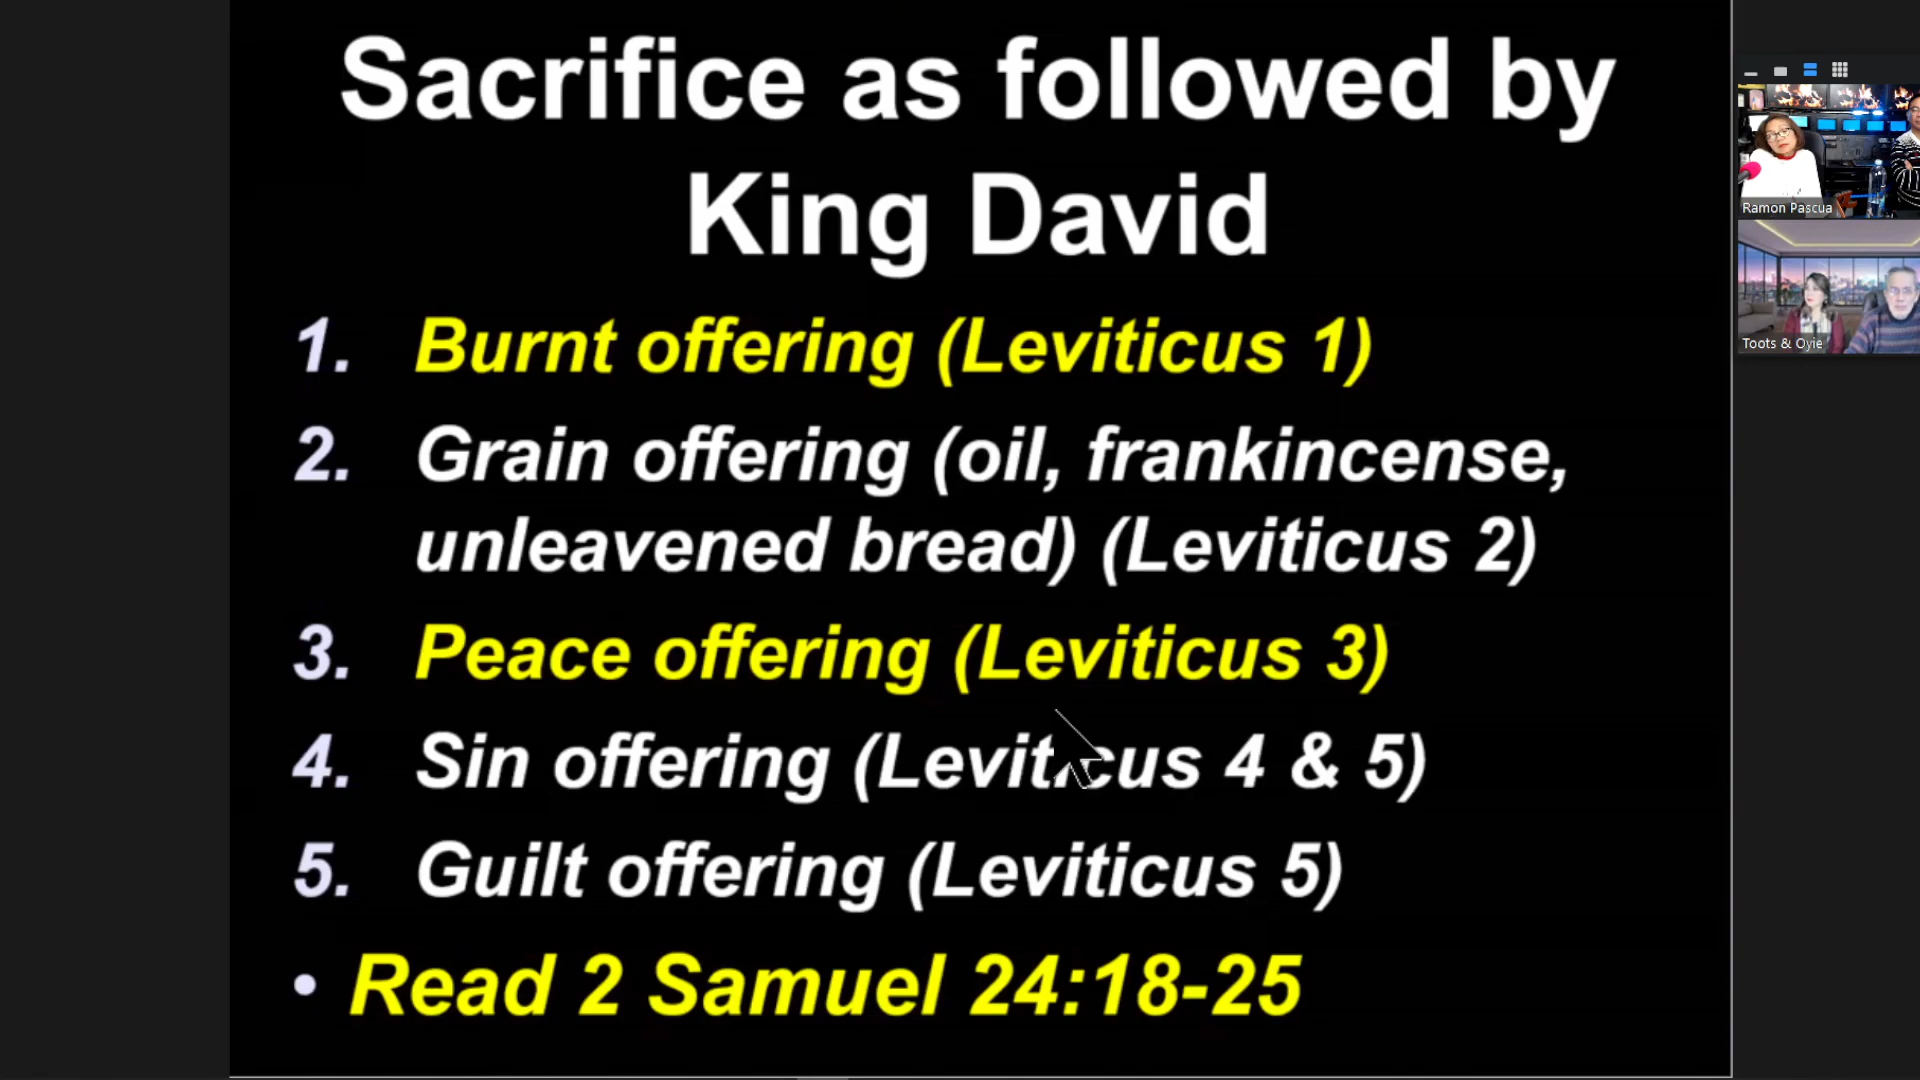 Sacrifice as followed by
King David
1. Burnt offering (Leviticus 1)
2. Grain offering (oil, frankincense,
unleavened bread) (Leviticus 2)
3. Peace offering (Leviticus 3)
4. Sin offering (Leviticus 4 & 5)
5. Guilt offering (Leviticus 5)
• Read 2 Samuel 24:18-25
Ramon Pascua
Toots & Oyie